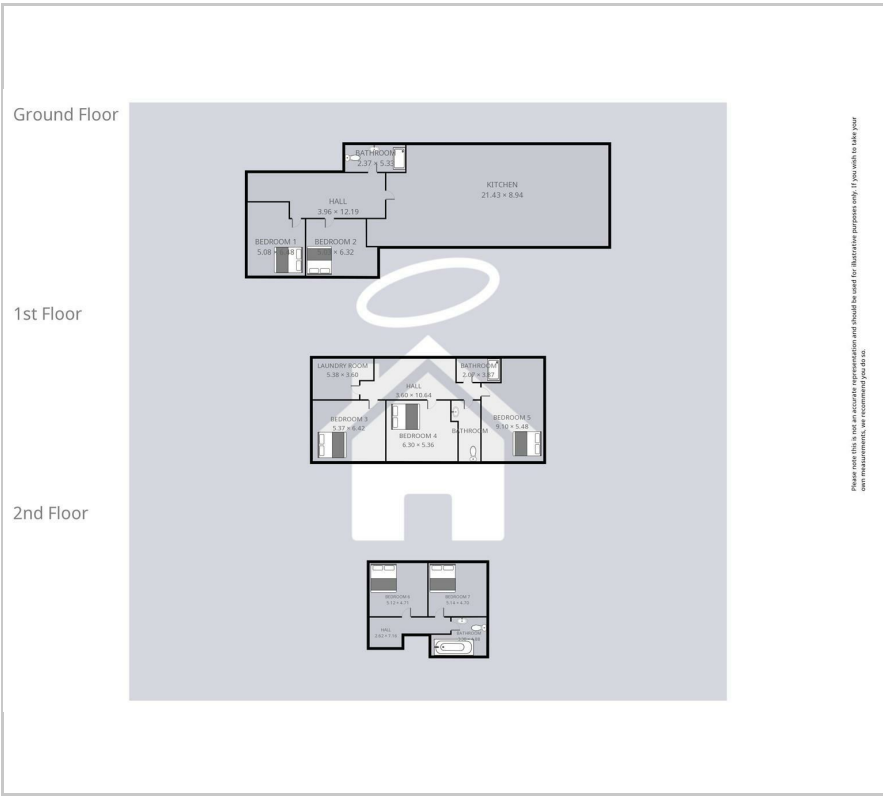 Ground Floor
BATHROOM
2.37 × 5.33
KITCHEN
21.43 × 8.94
HALL
3.96 × 12.19
BEDROOM 1
5.08 ×
BEDROOM 2
× 6.32
1st Floor
LAUNDRY ROOM
5.38 × 3.60
BATHROOM
HALL
3.60 × 10.64
BEDROOM 3
5.37 × 6.42
BEDROOM 4
6.30 × 5.36
BATHROOM
BEDROOM 5
9.10 × 5.48
2nd Floor
BEDROOM 6
5.12 × 4.71
BEDROOM 7
HALL
BATHROOM
Please note this is not an accurate representation and should be used for illustrative purposes only. If you wish to take your
own measurements, we recommend you do so.